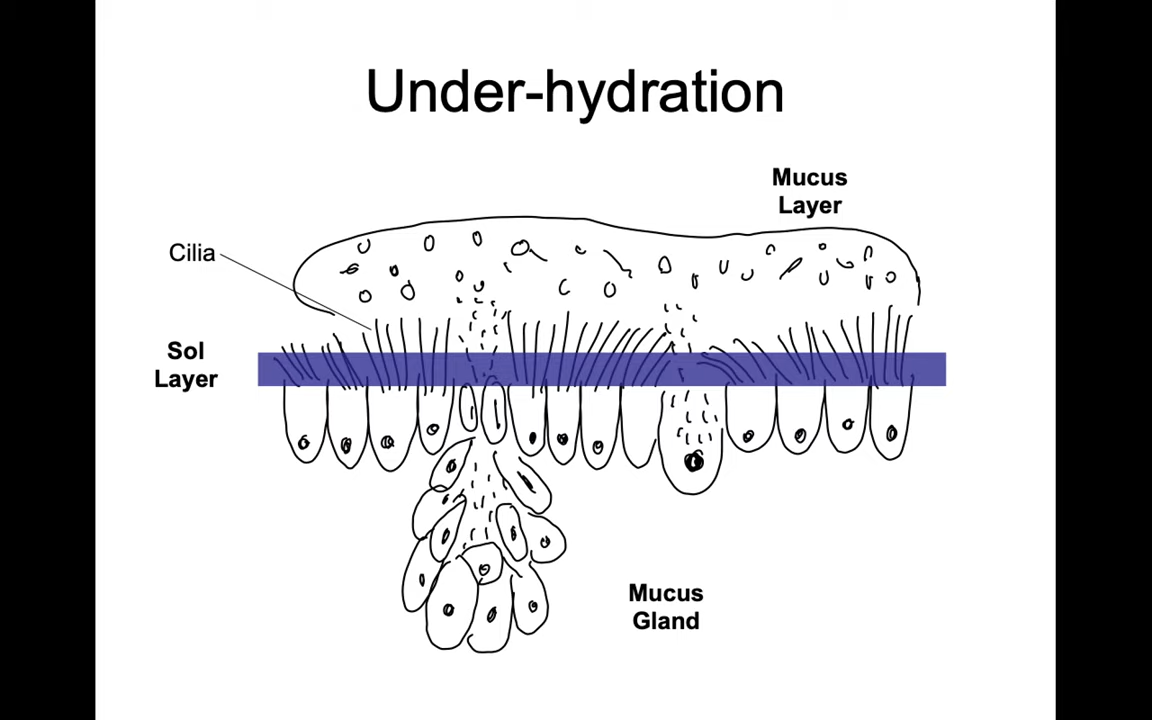 Under-hydration
Mucus
Layer
Cilia
Sol
Layer
Mucus
Gland